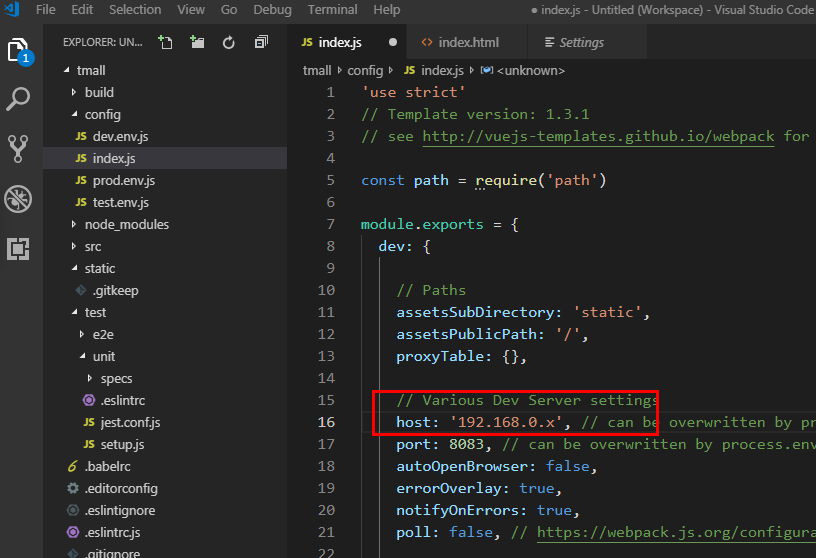 File Edit Selection View Go Debug Terminal Help ● index.js - Untitled (Workspace) - Visual Studio Code
EXPLORER: UN...
1
tmall
build
config
JS dev.env.js
JS index.js
JS prod.env.js
JS test.env.js
node_modules
src
static
.gitkeep
test
e2e
unit
specs
.eslintrc
JS jest.conf.js
JS setup.js
6 .babelrc
.editorconfig
.eslintignore
.eslintrc.js
.gitignore
JS index.js ● <> index.html Settings
tmall › config › JS index.js › <unknown>
1 'use strict'
2 // Template version: 1.3.1
3 // see http://vuejs-templates.github.io/webpack for
4
5 const path = require('path')
6
7 module.exports = {
8 dev: {
9
10 // Paths
11 assetsSubDirectory: 'static',
12 assetsPublicPath: '/',
13 proxyTable: {},
14
15 // Various Dev Server settings
16 host: '192.168.0.x', // can be overwritten by pr
17 port: 8083, // can be overwritten by process.env
18 autoOpenBrowser: false,
19 errorOverlay: true,
20 notifyOnErrors: true,
21 poll: false, // https://webpack.js.org/configura
22